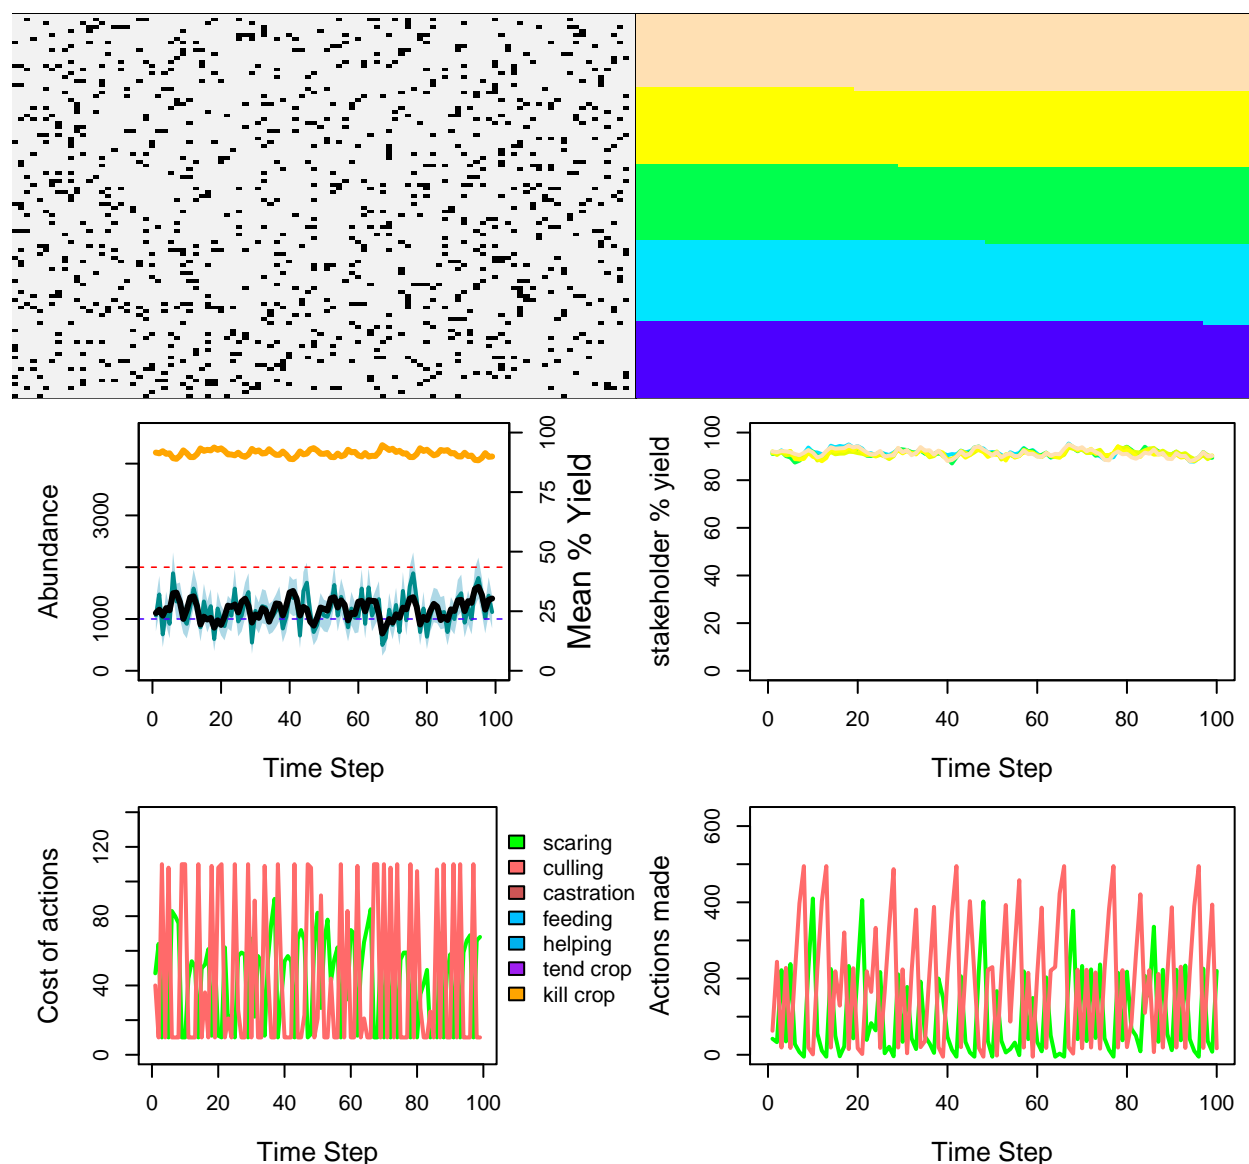 Abundance
0
1000
3000
0
25
50
75
100
Mean % Yield
0
20
40
60
80
100
Time Step
stakeholder % yield
0
20
40
60
80
100
0
20
40
60
80
100
Time Step
Cost of actions
0
40
80
120
0
20
40
60
80
100
Time Step
scaring
culling
castration
feeding
helping
tend crop
kill crop
Actions made
0
200
400
600
0
20
40
60
80
100
Time Step